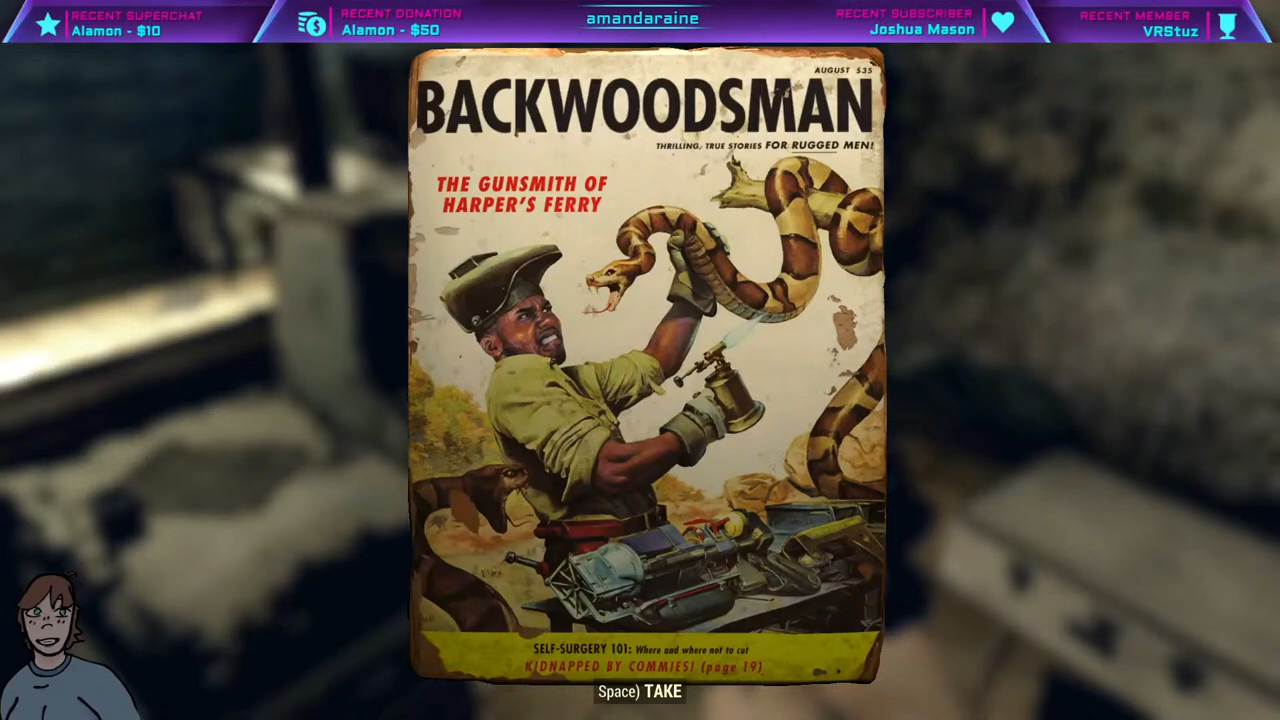 RECENT SUPERCHAT
Alamon - $10
RECENT DONATION
Alamon - $50
amandaraine
RECENT SUBSCRIBER
Joshua Mason
RECENT MEMBER
VRStuz
AUGUST $35
BACKWOODSMAN
THRILLING, TRUE STORIES FOR RUGGED MEN!
THE GUNSMITH OF
HARPER'S FERRY
SELF-SURGERY 101: Where and where not to cut
KIDNAPPED BY COMMIES! (page 19)
Space) TAKE